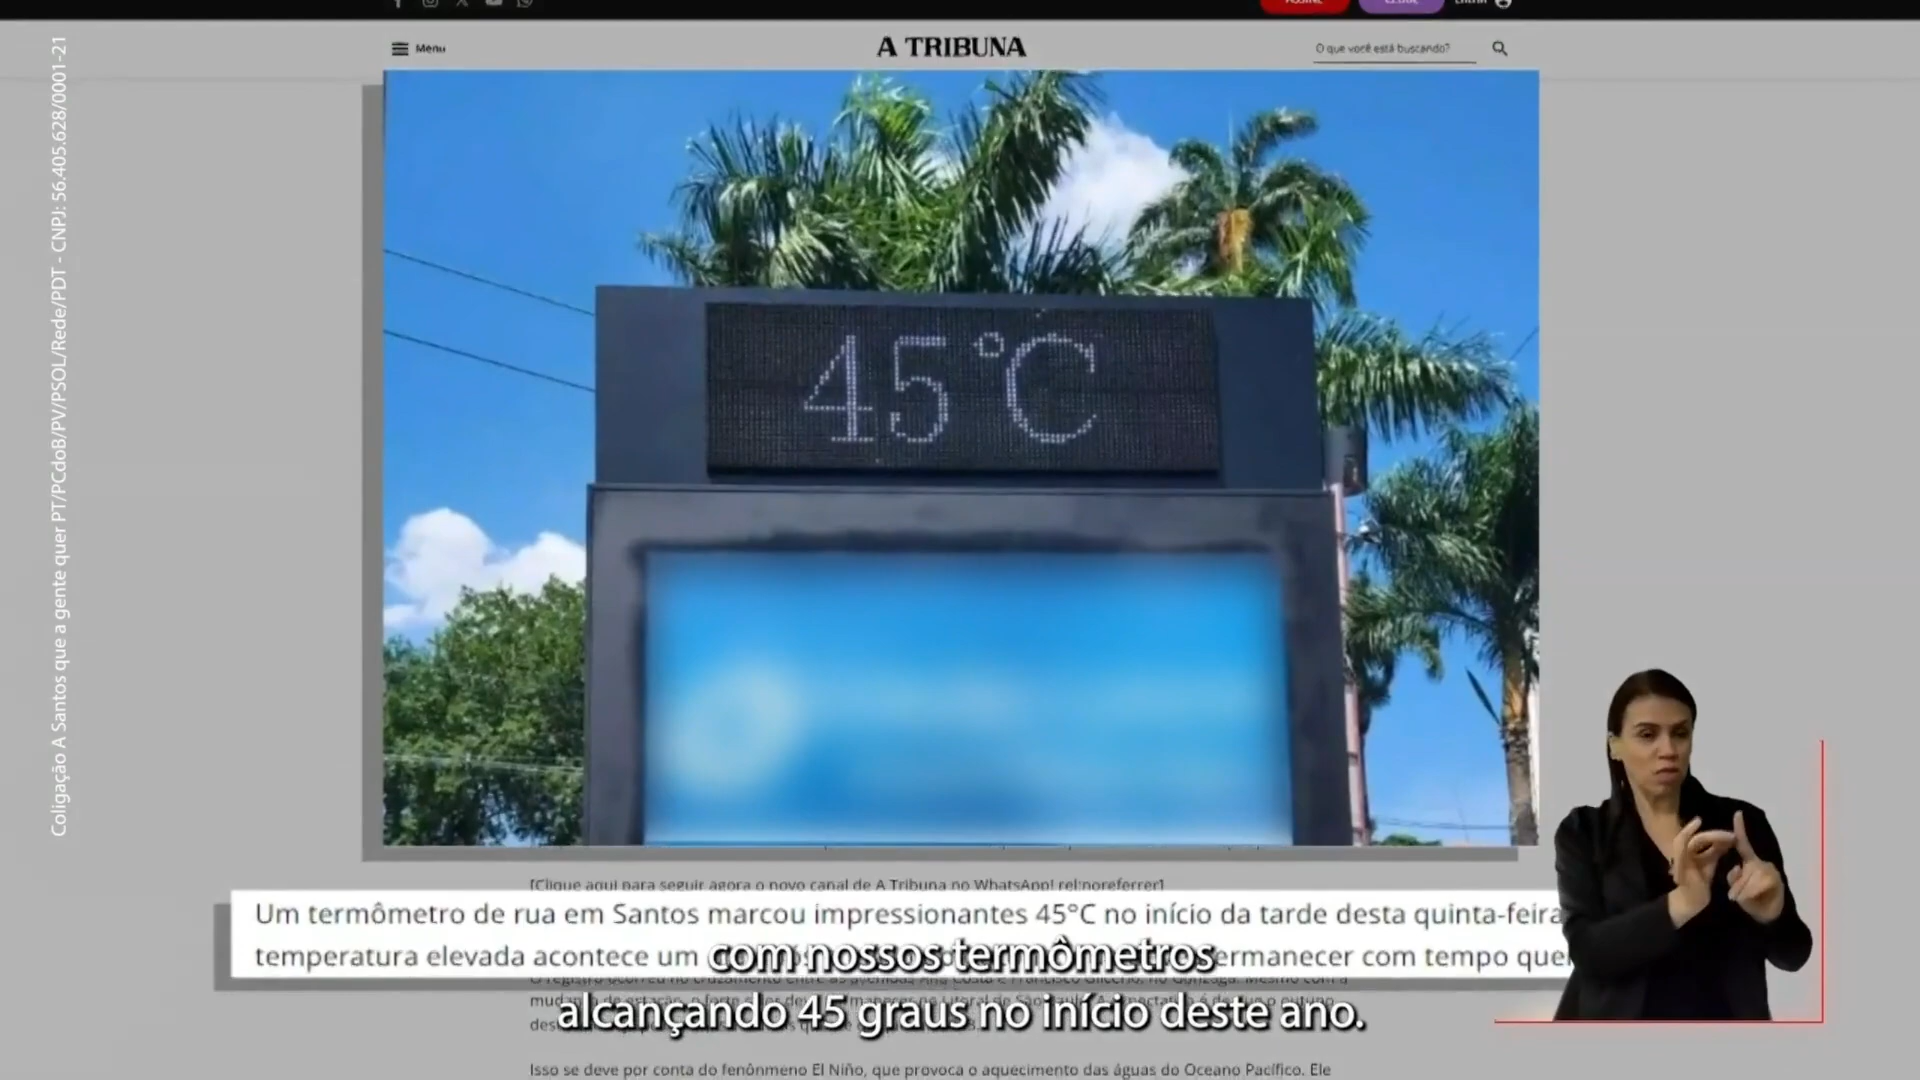 Menu
A TRIBUNA
O que você está buscando?
Coligação A Santos que a gente quer PT/PCdoB/PV/PSOL/Rede/PDT - CNPJ: 56.405.628/0001-21
45°C
[Clique aqui para seguir agora o novo canal de A Tribuna no WhatsApp! rel:noreferrer]
Um termômetro de rua em Santos marcou impressionantes 45°C no início da tarde desta quinta-feira
temperatura elevada acontece um ermanecer com tempo que
com nossos termômetros
alcançando 45 graus no início deste ano.
Isso se deve por conta do fenônmeno El Niño, que provoca o aquecimento das águas do Oceano Pacífico. Ele